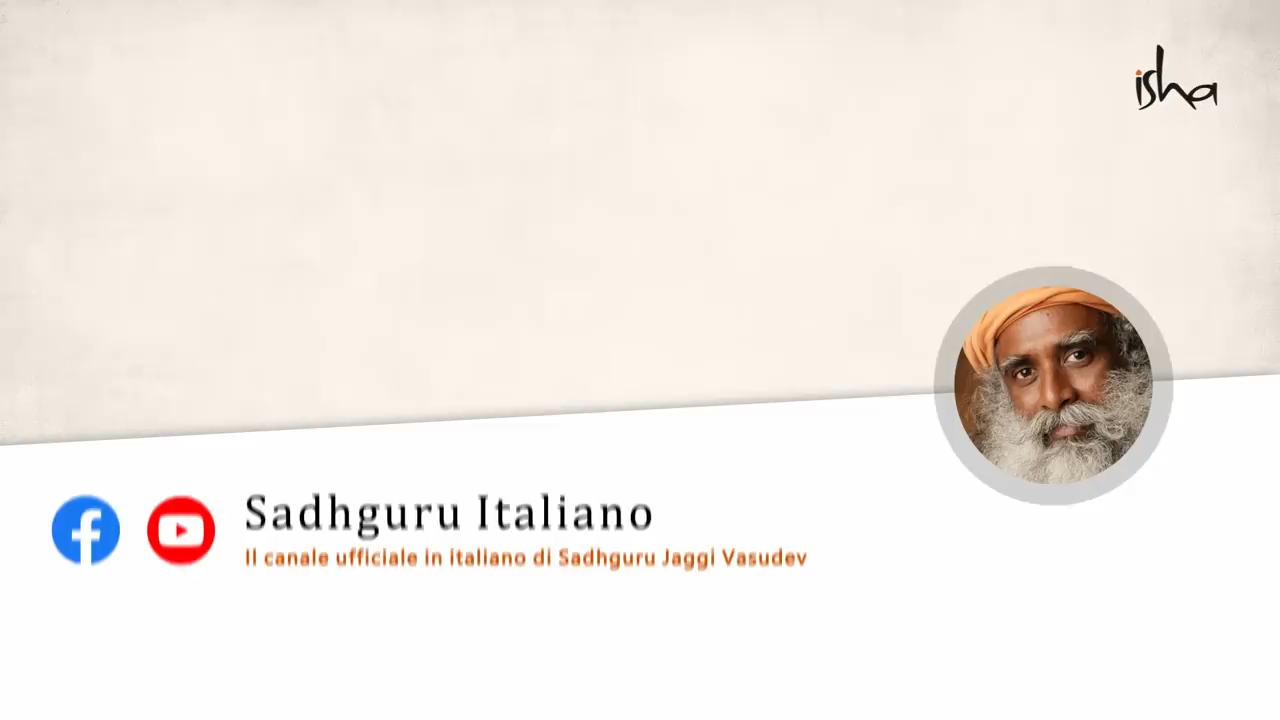 isha
Sadhguru Italiano
Il canale ufficiale in italiano di Sadhguru Jaggi Vasudev